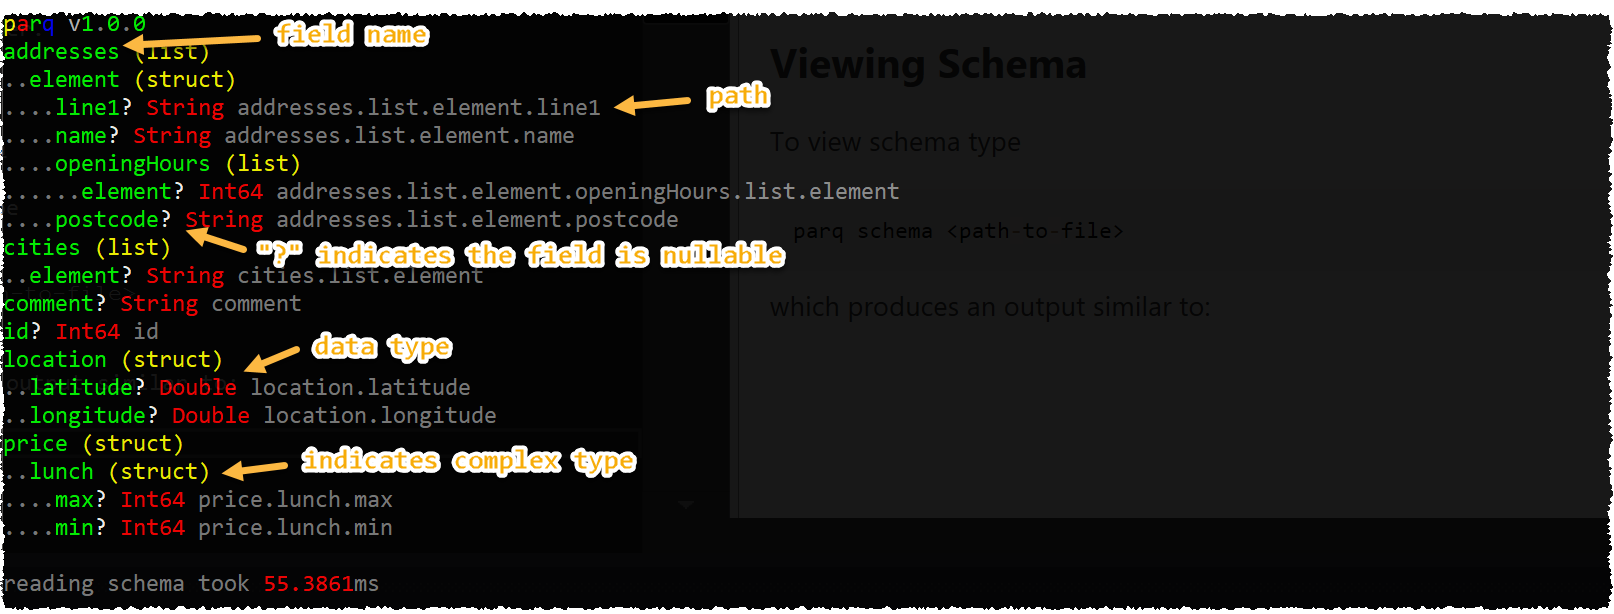 parq v1.0.0
field name
addresses (list)
..element (struct)
....line1? String addresses.list.element.line1
path
....name? String addresses.list.element.name
....openingHours (list)
......element? Int64 addresses.list.element.openingHours.list.element
....postcode? String addresses.list.element.postcode
cities (list)
"?" indicates the field is nullable
..element? String cities.list.element
comment? String comment
id? Int64 id
data type
location (struct)
..latitude? Double location.latitude
..longitude? Double location.longitude
price (struct)
indicates complex type
..lunch (struct)
....max? Int64 price.lunch.max
....min? Int64 price.lunch.min
reading schema took 55.3861ms
Viewing Schema
To view schema type
parq schema <path-to-file>
which produces an output similar to: